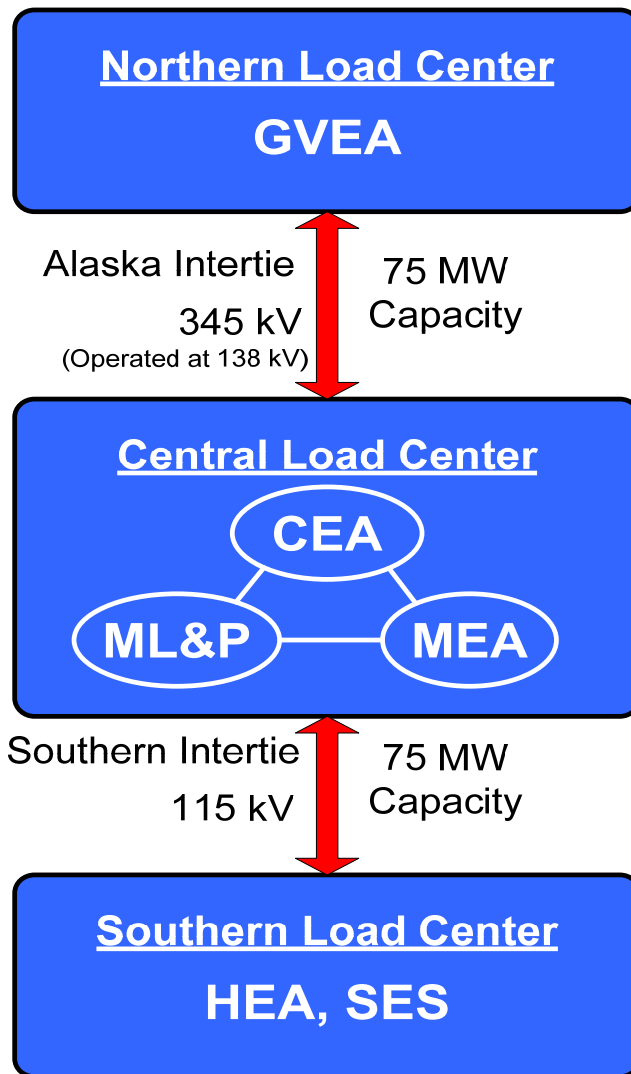 Northern Load Center
GVEA
Alaska Intertie
345 kV
(Operated at 138 kV)
75 MW
Capacity
Central Load Center
CEA
ML&P
MEA
Southern Intertie
115 kV
75 MW
Capacity
Southern Load Center
HEA, SES